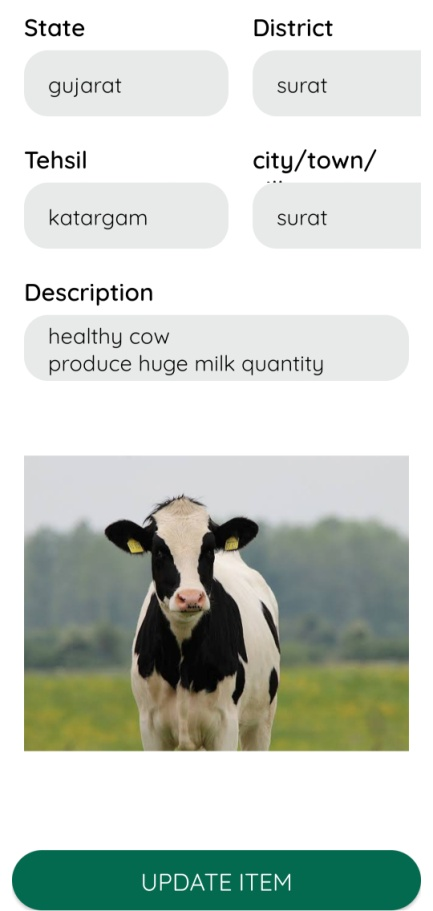 State District
gujarat surat
Tehsil city/town/
katargam surat
Description
healthy cow
produce huge milk quantity
UPDATE ITEM